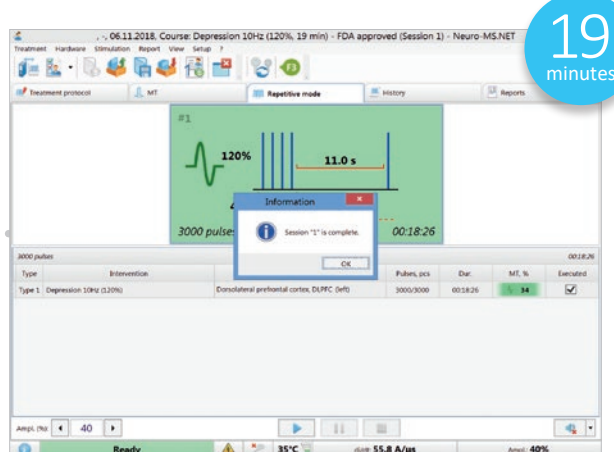 , -, 06.11.2018, Course: Depression 10Hz (120%, 19 min) - FDA approved (Session 1) - Neuro-MS.NET
19
minutes
Treatment Hardware Stimulation Report View Setup ?
F3
Treatment protocol MT Repetitive mode History Reports
#1
120%
11.0 s
4
Information
Session "1" is complete.
OK
3000 pulses
00:18:26
3000 pulses
00:18:26
Type Intervention Pulses, pcs Dur. MT, % Executed
Type 1 Depression 10Hz (120%) Dorsolateral prefrontal cortex, DLPFC (left) 3000/3000 00:18:26 34
Ampl. (%): 40
Ready 35°C dI/dt: 55.8 A/µs Ampl.: 40%